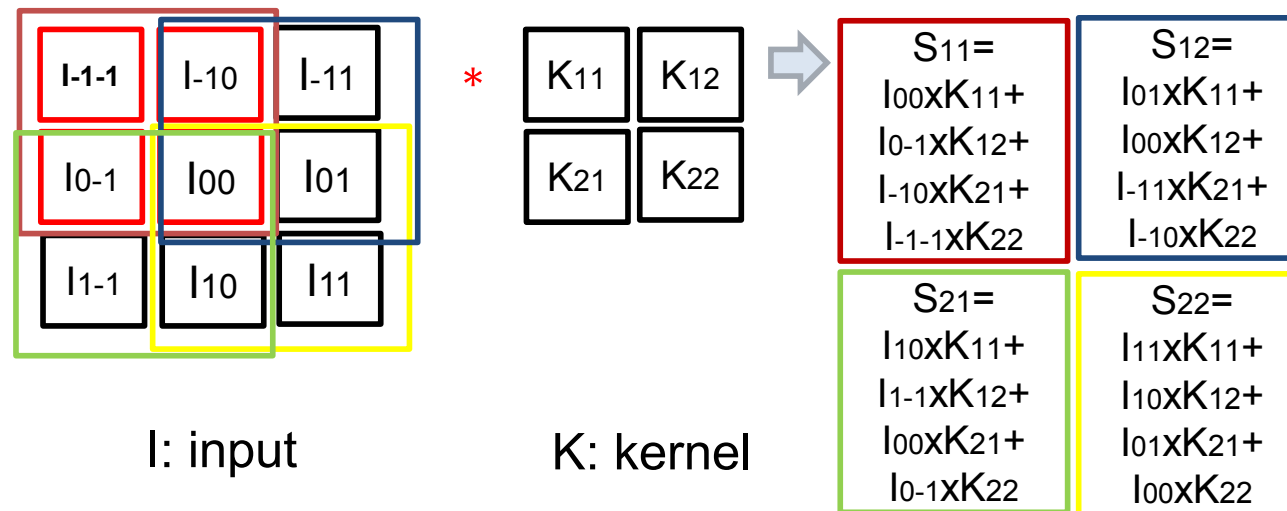 I-1-1 I-10 I-11
I0-1 I00 I01
I1-1 I10 I11
*
K11 K12
K21 K22
S11=
I00xK11+
I0-1xK12+
I-10xK21+
I-1-1xK22
S12=
I01xK11+
I00xK12+
I-11xK21+
I-10xK22
S21=
I10xK11+
I1-1xK12+
I00xK21+
I0-1xK22
S22=
I11xK11+
I10xK12+
I01xK21+
I00xK22
I: input
K: kernel